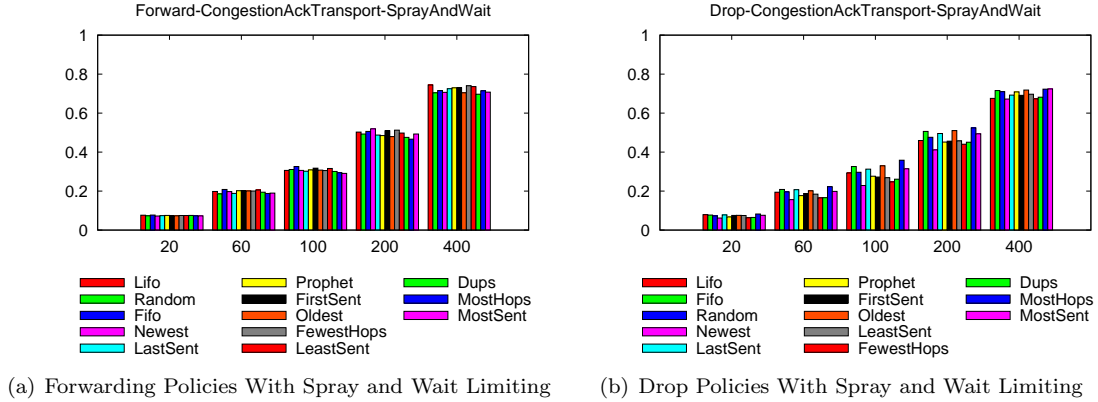 Forward-CongestionAckTransport-SprayAndWait
1
0.8
0.6
0.4
0.2
0
20 60 100 200 400
Lifo Prophet Dups
Random FirstSent MostHops
Fifo Oldest MostSent
Newest FewestHops
LastSent LeastSent
(a) Forwarding Policies With Spray and Wait Limiting
Drop-CongestionAckTransport-SprayAndWait
1
0.8
0.6
0.4
0.2
0
20 60 100 200 400
Lifo Prophet Dups
Fifo FirstSent MostHops
Random Oldest MostSent
Newest LeastSent
LastSent FewestHops
(b) Drop Policies With Spray and Wait Limiting